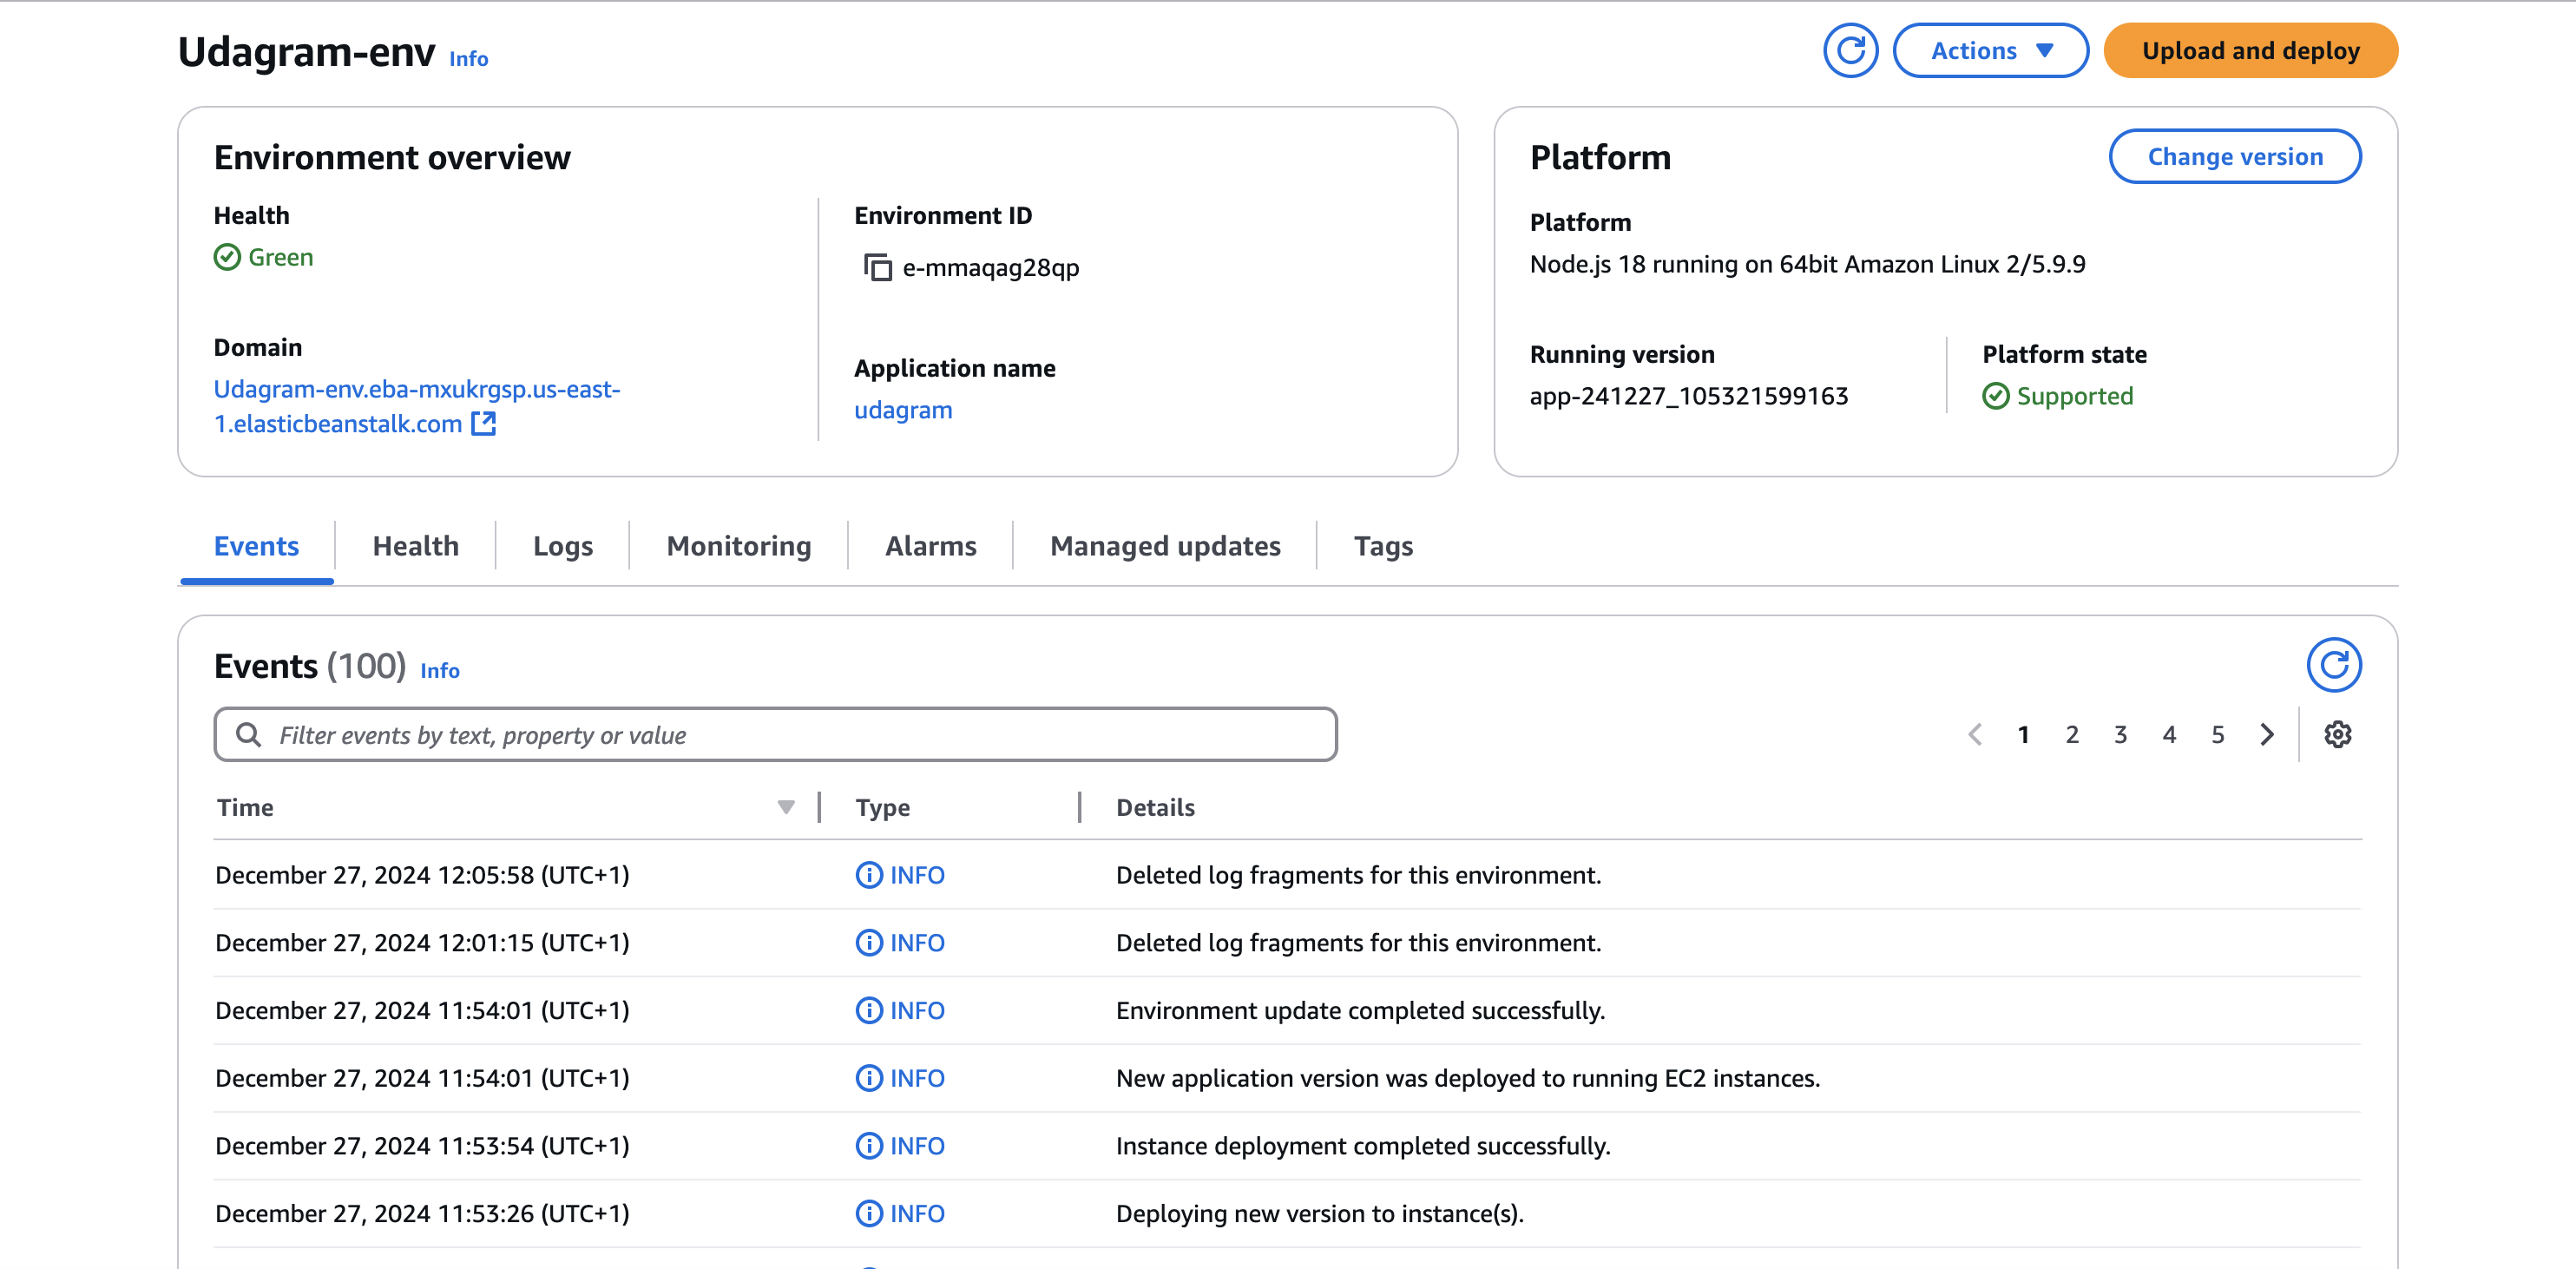 Udagram-env Info
Actions
Upload and deploy
Environment overview
Health
Green
Domain
Udagram-env.eba-mxukrgsp.us-east-
1.elasticbeanstalk.com
Environment ID
e-mmaqag28qp
Application name
udagram
Platform
Change version
Platform
Node.js 18 running on 64bit Amazon Linux 2/5.9.9
Running version
app-241227_105321599163
Platform state
Supported
Events Health Logs Monitoring Alarms Managed updates Tags
Events (100) Info
Filter events by text, property or value
1 2 3 4 5
Time Type Details
December 27, 2024 12:05:58 (UTC+1) INFO Deleted log fragments for this environment.
December 27, 2024 12:01:15 (UTC+1) INFO Deleted log fragments for this environment.
December 27, 2024 11:54:01 (UTC+1) INFO Environment update completed successfully.
December 27, 2024 11:54:01 (UTC+1) INFO New application version was deployed to running EC2 instances.
December 27, 2024 11:53:54 (UTC+1) INFO Instance deployment completed successfully.
December 27, 2024 11:53:26 (UTC+1) INFO Deploying new version to instance(s).